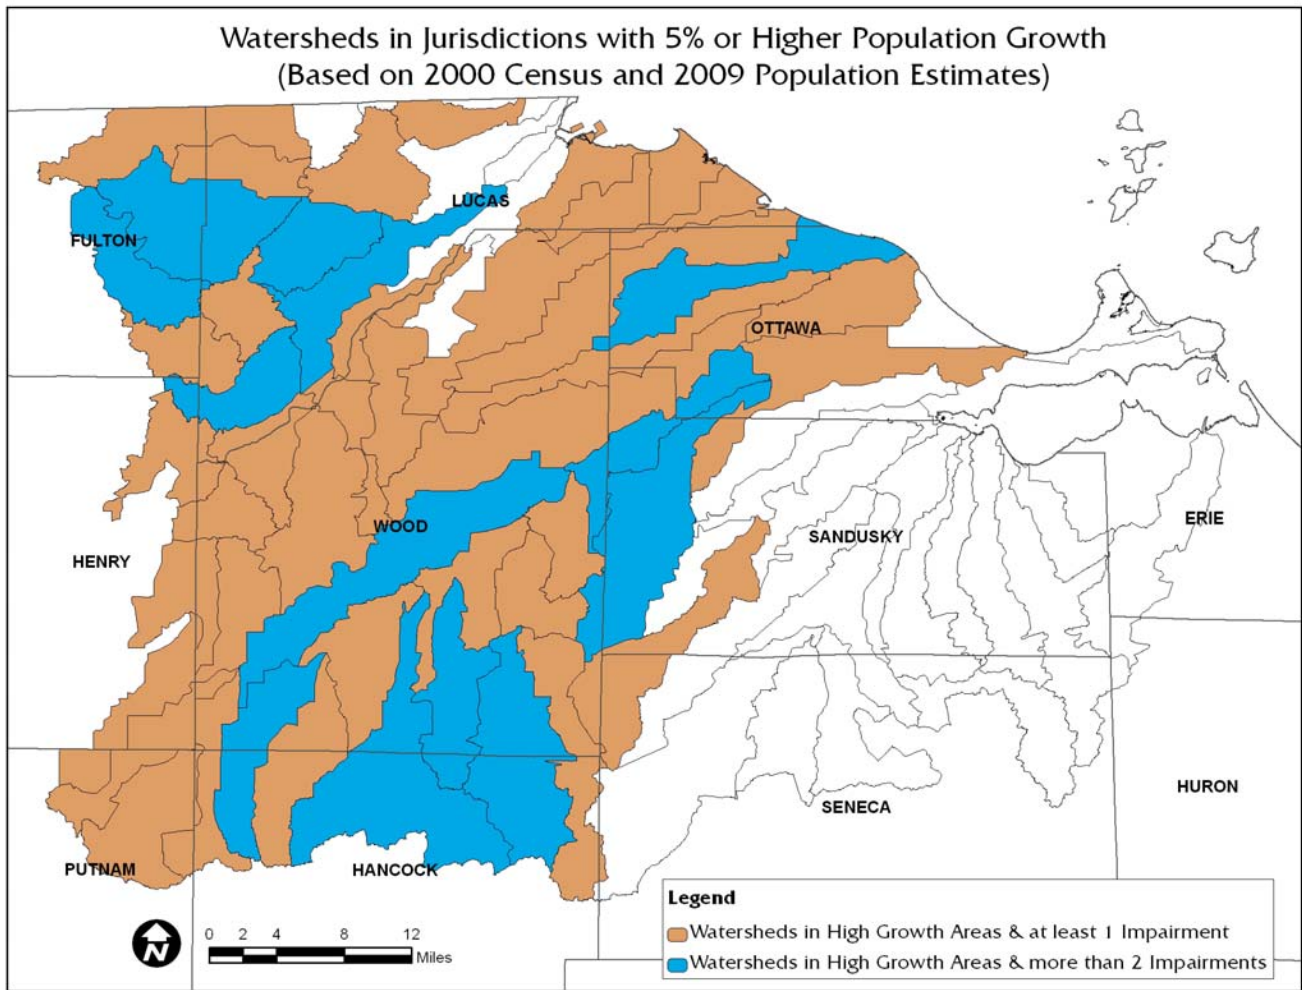 Watersheds in Jurisdictions with 5% or Higher Population Growth
(Based on 2000 Census and 2009 Population Estimates)
LUCAS
FULTON
OTTAWA
WOOD
SANDUSKY
ERIE
HENRY
HURON
SENECA
PUTNAM
HANCOCK
Legend
Watersheds in High Growth Areas & at least 1 Impairment
Watersheds in High Growth Areas & more than 2 Impairments
N
0 2 4 8 12
Miles